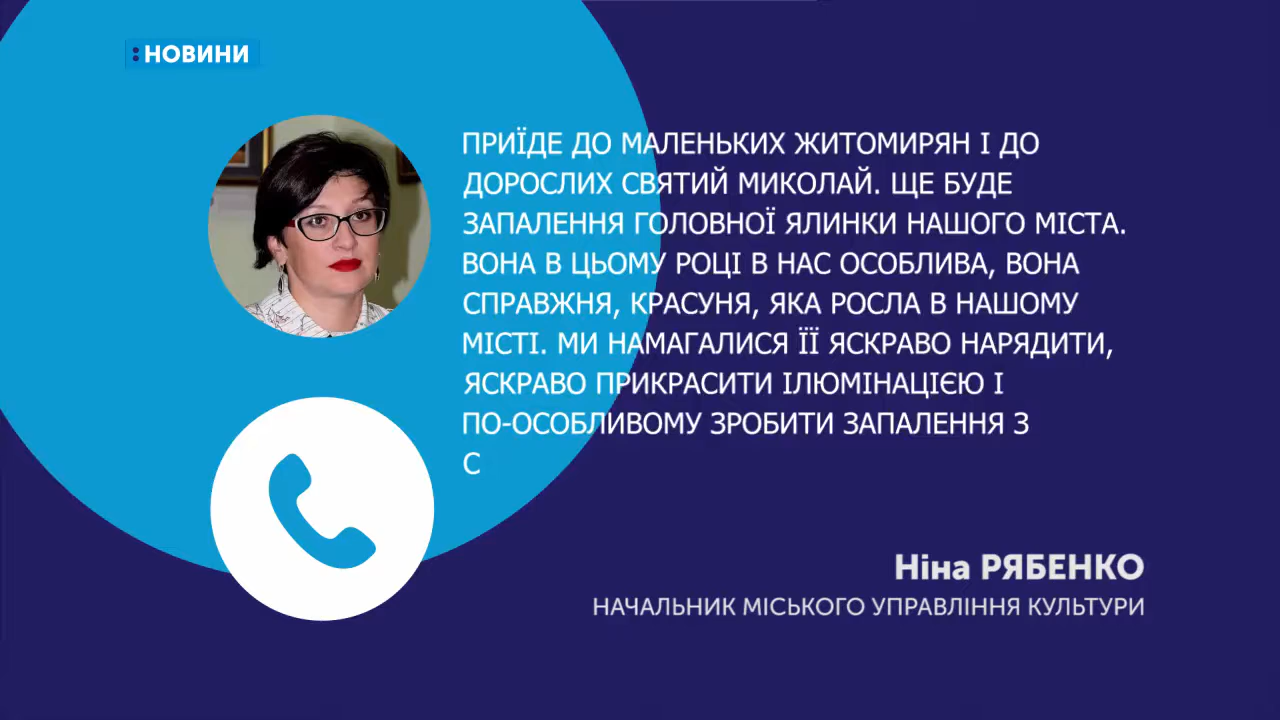 :НОВИНИ
ПРИЇДЕ ДО МАЛЕНЬКИХ ЖИТОМИРЯН І ДО
ДОРОСЛИХ СВЯТИЙ МИКОЛАЙ. ЩЕ БУДЕ
ЗАПАЛЕННЯ ГОЛОВНОЇ ЯЛИНКИ НАШОГО МІСТА.
ВОНА В ЦЬОМУ РОЦІ В НАС ОСОБЛИВА, ВОНА
СПРАВЖНЯ, КРАСУНЯ, ЯКА РОСЛА В НАШОМУ
МІСТІ. МИ НАМАГАЛИСЯ ЇЇ ЯСКРАВО НАРЯДИТИ,
ЯСКРАВО ПРИКРАСИТИ ІЛЮМІНАЦІЄЮ І
ПО-ОСОБЛИВОМУ ЗРОБИТИ ЗАПАЛЕННЯ З
С
Ніна РЯБЕНКО
НАЧАЛЬНИК МІСЬКОГО УПРАВЛІННЯ КУЛЬТУРИ